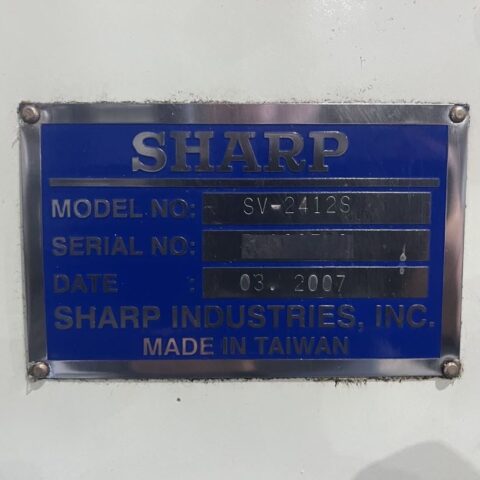 SHARP
MODEL NO: SV-2412S
SERIAL NO:
DATE : 03. 2007
SHARP INDUSTRIES, INC.
MADE IN TAIWAN